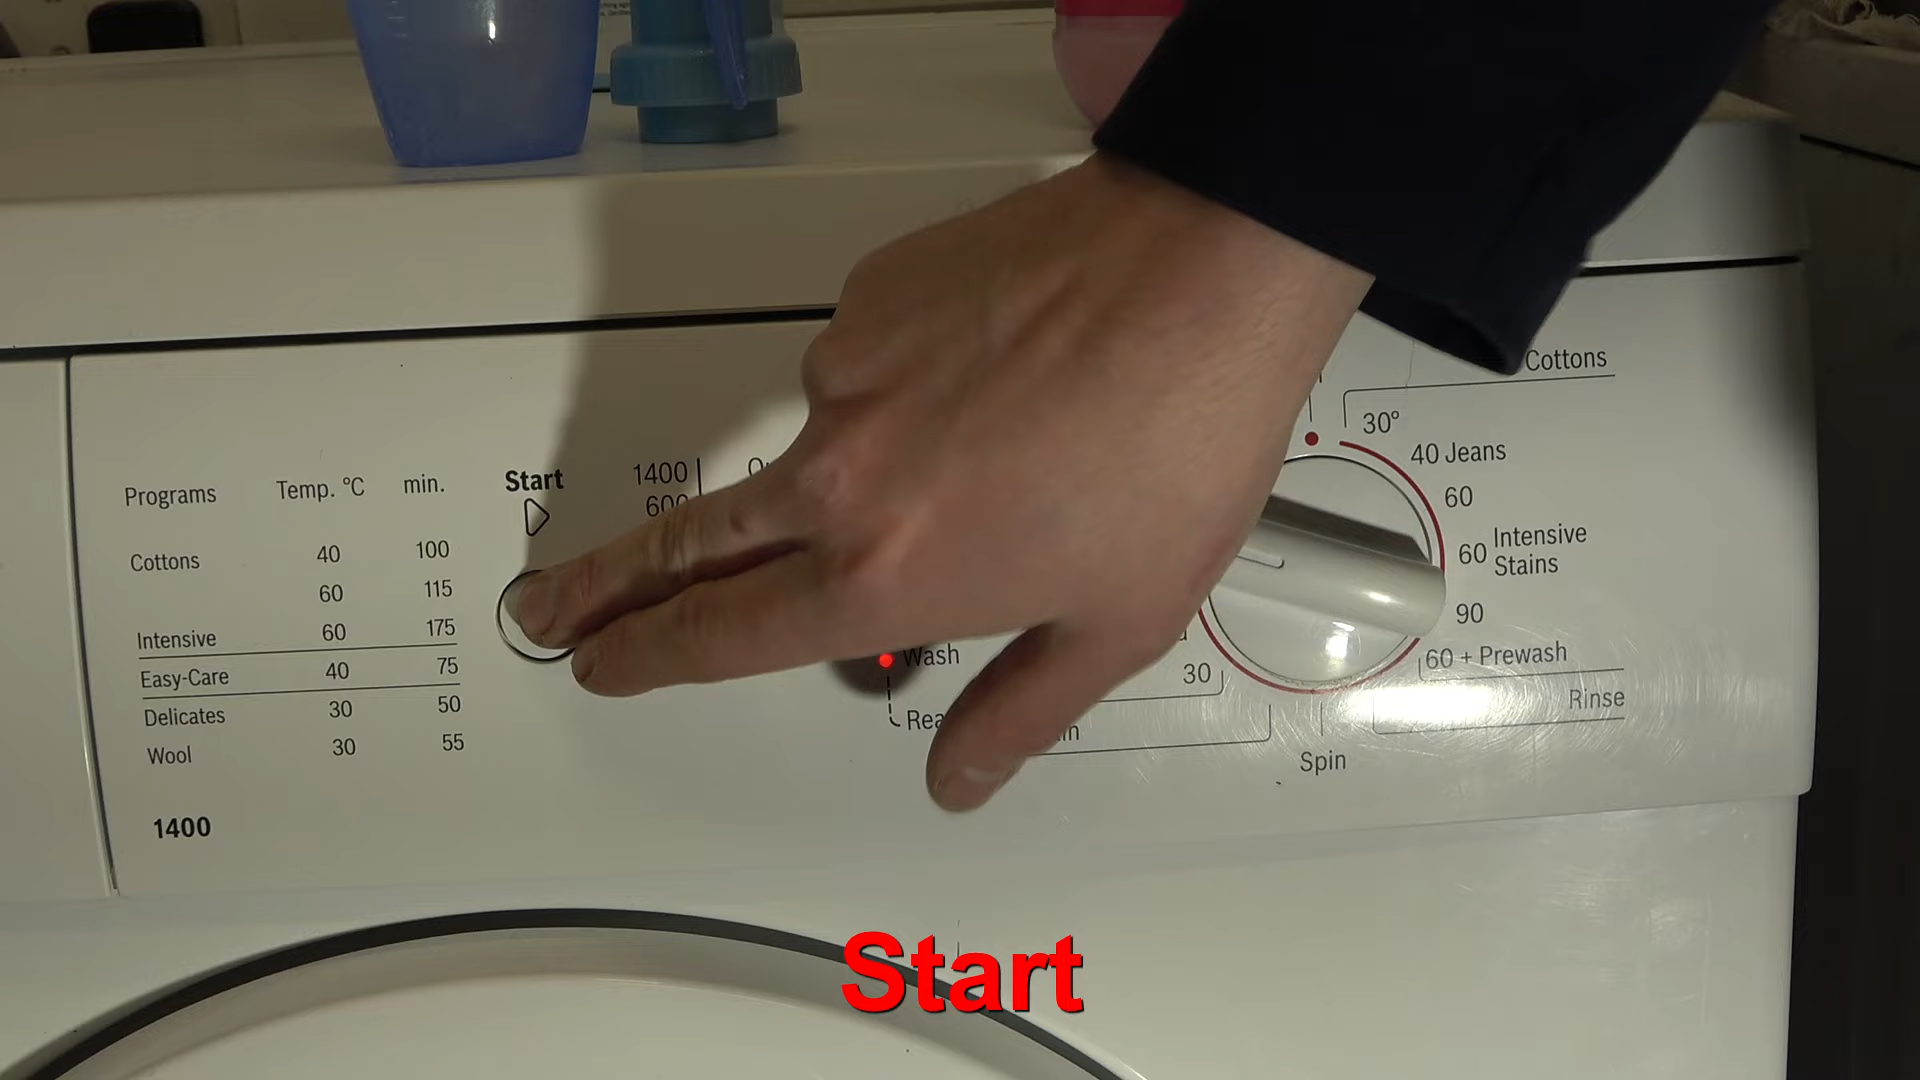 Cottons
30°
40 Jeans
60
60 Intensive Stains
90
60 + Prewash
Rinse
Spin
30
Start
1400
600
Wash
Programs Temp. °C min.
Cottons 40 100
60 115
Intensive 60 175
Easy-Care 40 75
Delicates 30 50
Wool 30 55
1400
Start